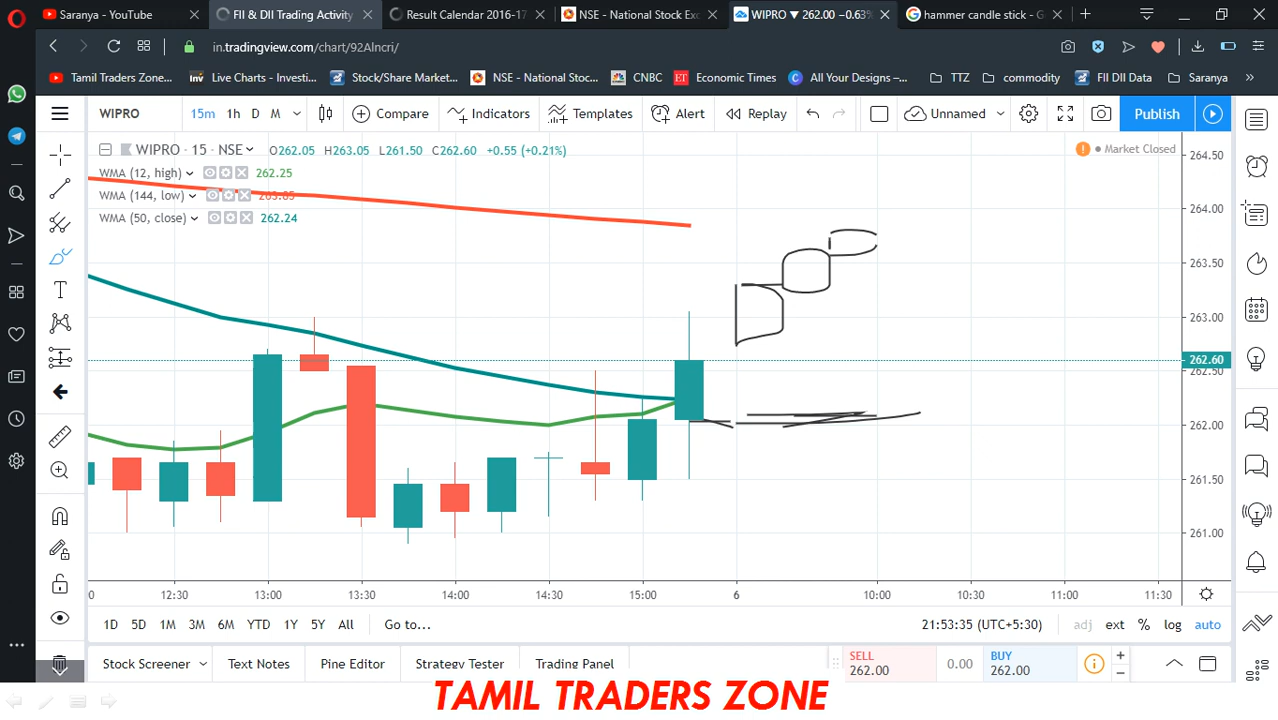 Saranya - YouTube
FII & DII Trading Activity
Result Calendar 2016-17
NSE - National Stock Exc
WIPRO ▼ 262.00 −0.63%
hammer candle stick - G
in.tradingview.com/chart/92AIncri/
Tamil Traders Zone...
Live Charts - Investi...
Stock/Share Market...
NSE - National Stoc...
CNBC
Economic Times
All Your Designs –...
TTZ
commodity
FII DII Data
Saranya
»
WIPRO
15m 1h D M
Compare
Indicators
Templates
Alert
Replay
Unnamed
Publish
WIPRO · 15 · NSE O262.05 H263.05 L261.50 C262.60 +0.55 (+0.21%)
Market Closed
WMA (12, high) 262.25
WMA (144, low) 263.85
WMA (50, close) 262.24
264.50
264.00
263.50
263.00
262.60
262.50
262.00
261.50
261.00
12:30 13:00 13:30 14:00 14:30 15:00 6 10:00 10:30 11:00 11:30
1D 5D 1M 3M 6M YTD 1Y 5Y All Go to...
21:53:35 (UTC+5:30) adj ext % log auto
Stock Screener Text Notes Pine Editor Strategy Tester Trading Panel
SELL 262.00 0.00 BUY 262.00
TAMIL TRADERS ZONE